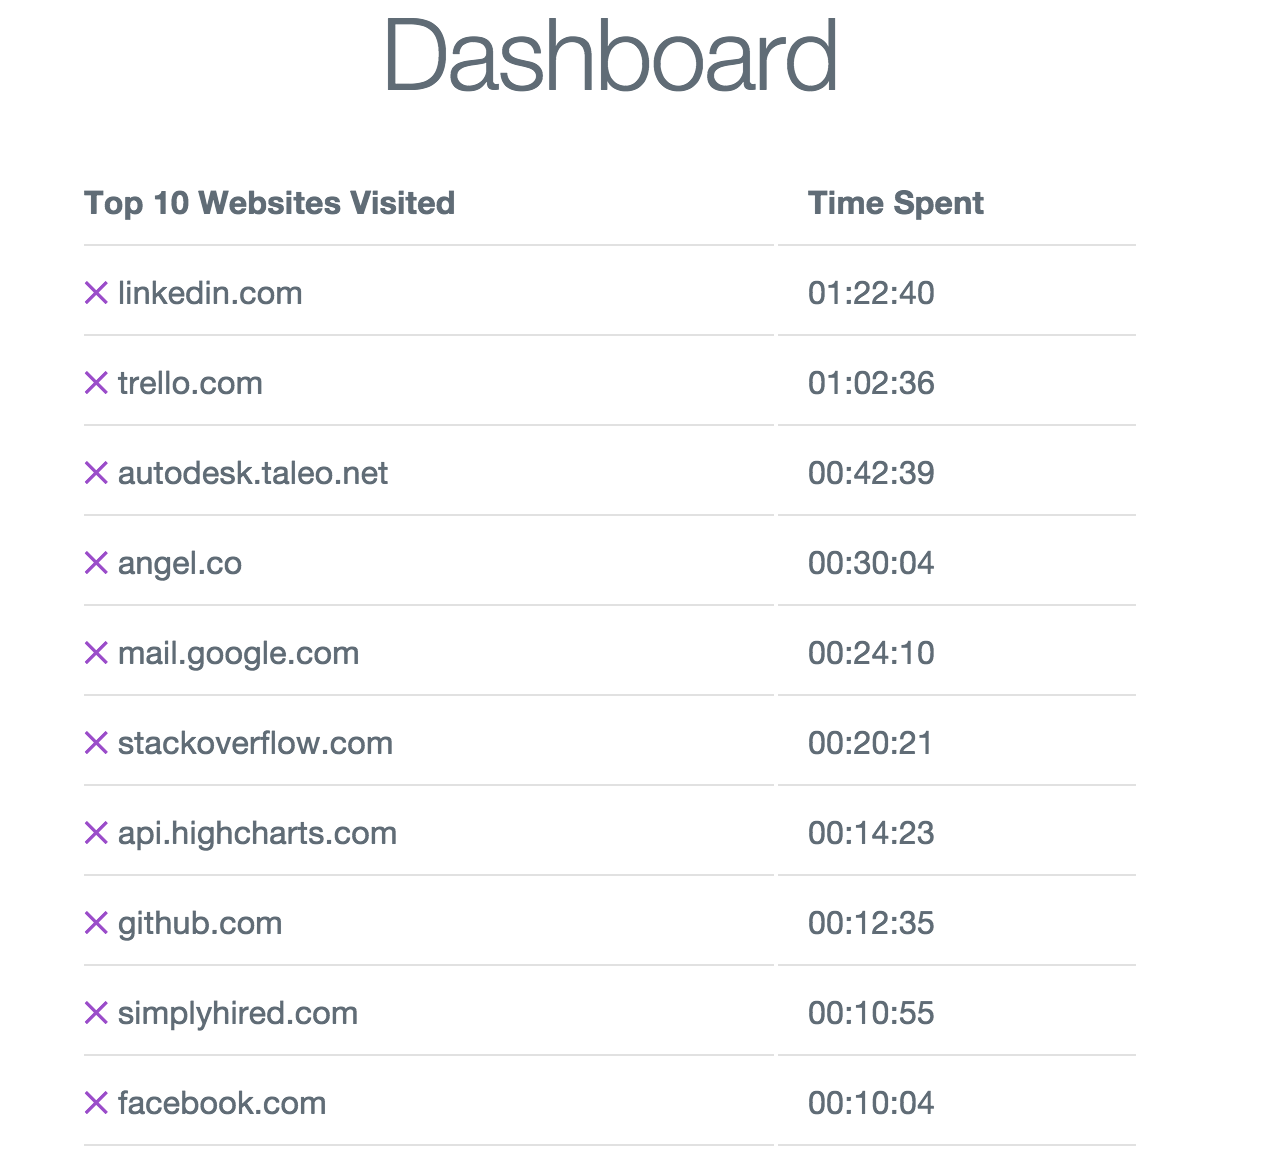 Dashboard
Top 10 Websites Visited Time Spent
linkedin.com 01:22:40
trello.com 01:02:36
autodesk.taleo.net 00:42:39
angel.co 00:30:04
mail.google.com 00:24:10
stackoverflow.com 00:20:21
api.highcharts.com 00:14:23
github.com 00:12:35
simplyhired.com 00:10:55
facebook.com 00:10:04